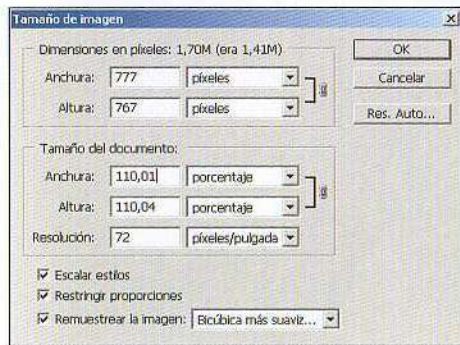 Tamaño de imagen
Dimensiones en píxeles: 1,70M (era 1,41M)
Anchura: 777 píxeles
Altura: 767 píxeles
Tamaño del documento:
Anchura: 110,01 porcentaje
Altura: 110,04 porcentaje
Resolución: 72 píxeles/pulgada
Escalar estilos
Restringir proporciones
Remuestrear la imagen: Bicúbica más suaviz...
OK
Cancelar
Res. Auto...